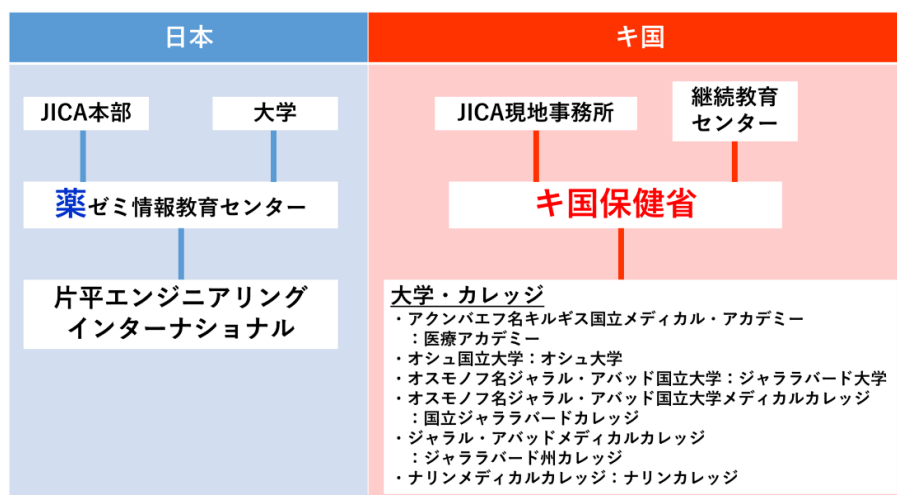 日本
キ国
JICA本部
大学
薬ゼミ情報教育センター
片平エンジニアリング
インターナショナル
JICA現地事務所
継続教育
センター
キ国保健省
大学・カレッジ
・アクンバエフ名キルギス国立メディカル・アカデミー
：医療アカデミー
・オシュ国立大学：オシュ大学
・オスモノフ名ジャラル・アバッド国立大学：ジャララバード大学
・オスモノフ名ジャラル・アバッド国立大学メディカルカレッジ
：国立ジャララバードカレッジ
・ジャラル・アバッドメディカルカレッジ
：ジャララバード州カレッジ
・ナリンメディカルカレッジ：ナリンカレッジ